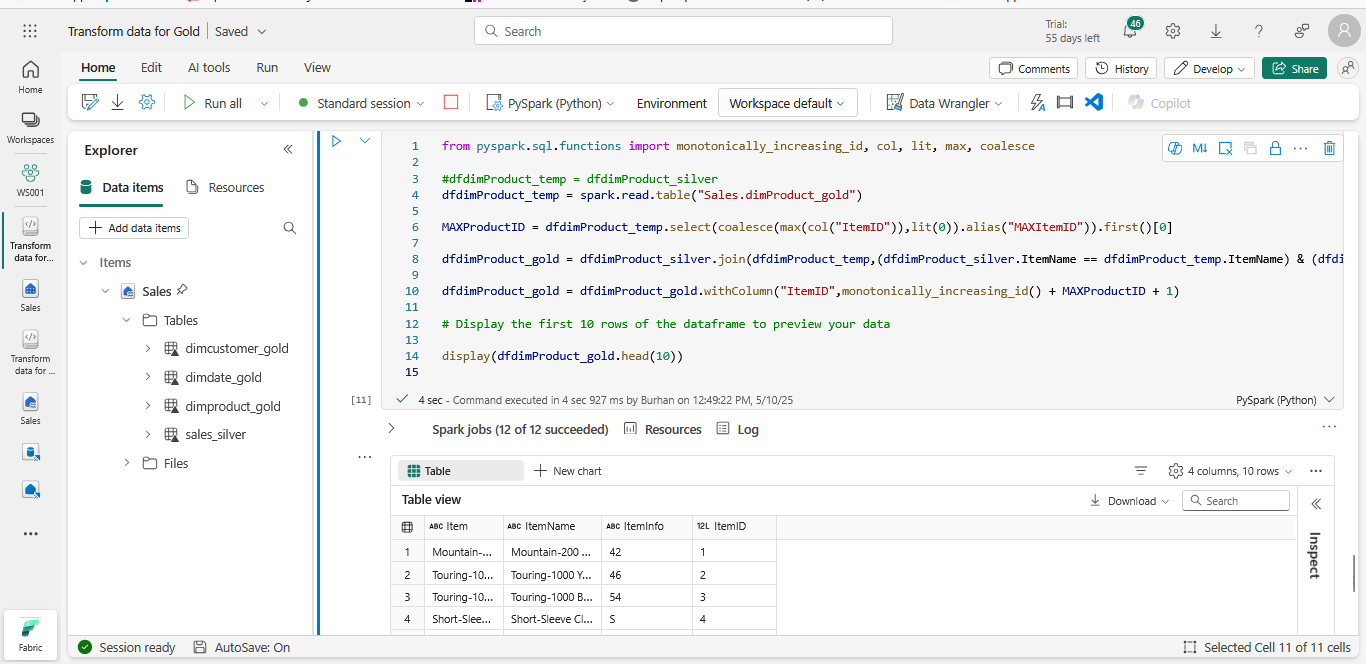 Transform data for Gold
Saved
Search
Trial:
55 days left
46
Home
Edit
AI tools
Run
View
Comments
History
Develop
Share
Run all
Standard session
PySpark (Python)
Environment
Workspace default
Data Wrangler
Copilot
Home
Workspaces
WS001
Transform
data for...
Sales
Transform
data for ...
Sales
Fabric
Explorer
Data items
Resources
Add data items
Items
Sales
Tables
dimcustomer_gold
dimdate_gold
dimproduct_gold
sales_silver
Files
1 from pyspark.sql.functions import monotonically_increasing_id, col, lit, max, coalesce
2
3 #dfdimProduct_temp = dfdimProduct_silver
4 dfdimProduct_temp = spark.read.table("Sales.dimProduct_gold")
5
6 MAXProductID = dfdimProduct_temp.select(coalesce(max(col("ItemID")),lit(0)).alias("MAXItemID")).first()[0]
7
8 dfdimProduct_gold = dfdimProduct_silver.join(dfdimProduct_temp,(dfdimProduct_silver.ItemName == dfdimProduct_temp.ItemName) & (dfdi
9
10 dfdimProduct_gold = dfdimProduct_gold.withColumn("ItemID",monotonically_increasing_id() + MAXProductID + 1)
11
12 # Display the first 10 rows of the dataframe to preview your data
13
14 display(dfdimProduct_gold.head(10))
15
M↓
[11]
4 sec - Command executed in 4 sec 927 ms by Burhan on 12:49:22 PM, 5/10/25
PySpark (Python)
Spark jobs (12 of 12 succeeded)
Resources
Log
Table
New chart
4 columns, 10 rows
Table view
Download
Search
ABC Item ABC ItemName ABC ItemInfo 12L ItemID
1 Mountain-... Mountain-200 ... 42 1
2 Touring-10... Touring-1000 Y... 46 2
3 Touring-10... Touring-1000 B... 54 3
4 Short-Slee... Short-Sleeve Cl... S 4
Inspect
Session ready
AutoSave: On
Selected Cell 11 of 11 cells